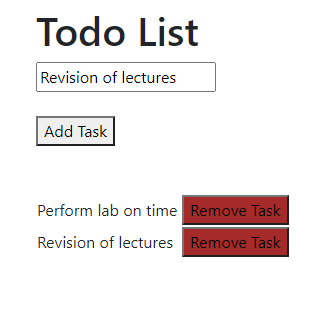 Todo List
Revision of lectures
Add Task
Perform lab on time Remove Task
Revision of lectures Remove Task